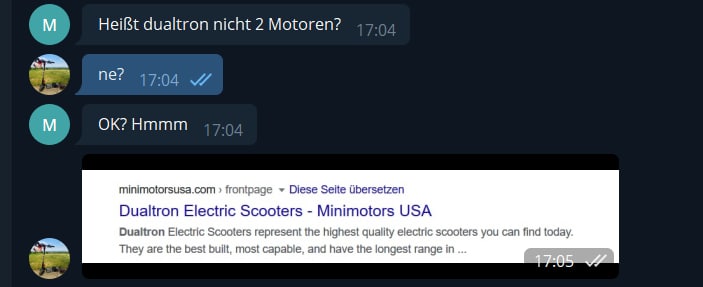 M
Heißt dualtron nicht 2 Motoren? 17:04
ne? 17:04
M
OK? Hmmm 17:04
minimotorsusa.com › frontpage ▾ Diese Seite übersetzen
Dualtron Electric Scooters - Minimotors USA
Dualtron Electric Scooters represent the highest quality electric scooters you can find today.
They are the best built, most capable, and have the longest range in ...
17:05